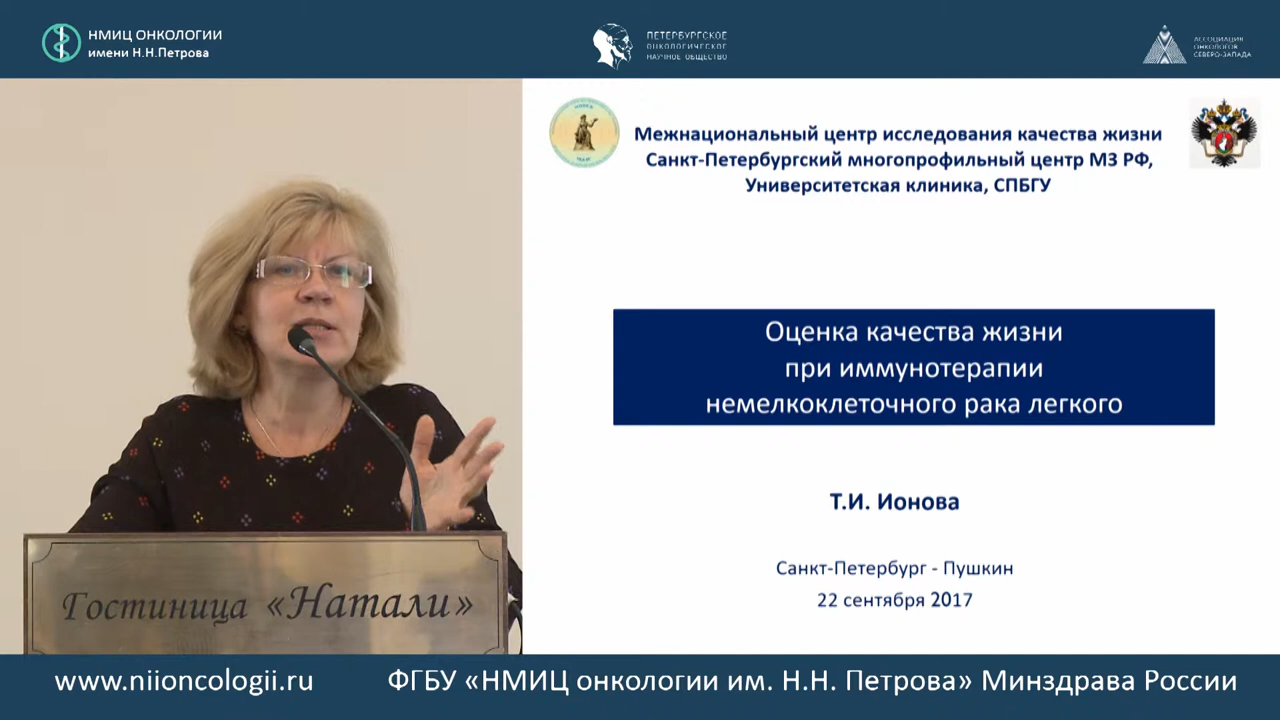 НМИЦ ОНКОЛОГИИ
имени Н.Н.Петрова
ПЕТЕРБУРГСКОЕ
ОНКОЛОГИЧЕСКОЕ
НАУЧНОЕ ОБЩЕСТВО
АССОЦИАЦИЯ
ОНКОЛОГОВ
СЕВЕРО-ЗАПАДА
Межнациональный центр исследования качества жизни
Санкт-Петербургский многопрофильный центр МЗ РФ,
Университетская клиника, СПБГУ
Оценка качества жизни
при иммунотерапии
немелкоклеточного рака легкого
Т.И. Ионова
Санкт-Петербург - Пушкин
22 сентября 2017
Гостиница «Натали»
www.niioncologii.ru
ФГБУ «НМИЦ онкологии им. Н.Н. Петрова» Минздрава России